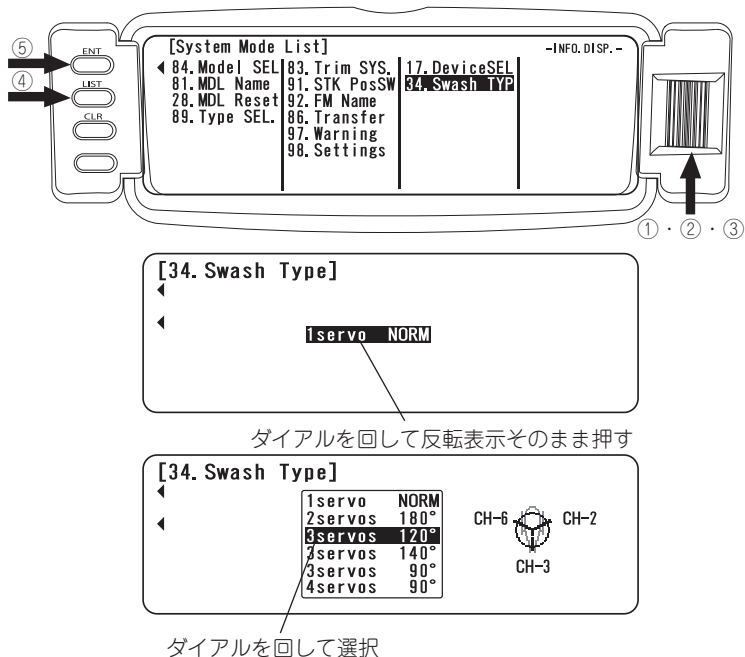 ⑤
ENT
④
LIST
CLR
[System Mode List]
-INFO. DISP.-
84. Model SEL
81. MDL Name
28. MDL Reset
89. Type SEL.
83. Trim SYS.
91. STK PosSW
92. FM Name
86. Transfer
97. Warning
98. Settings
17. DeviceSEL
34. Swash TYP
①・②・③
[34. Swash Type]
1servo NORM
ダイアルを回して反転表示そのまま押す
[34. Swash Type]
1servo NORM
2servos 180°
3servos 120°
3servos 140°
3servos 90°
4servos 90°
CH-6
CH-2
CH-3
ダイアルを回して選択